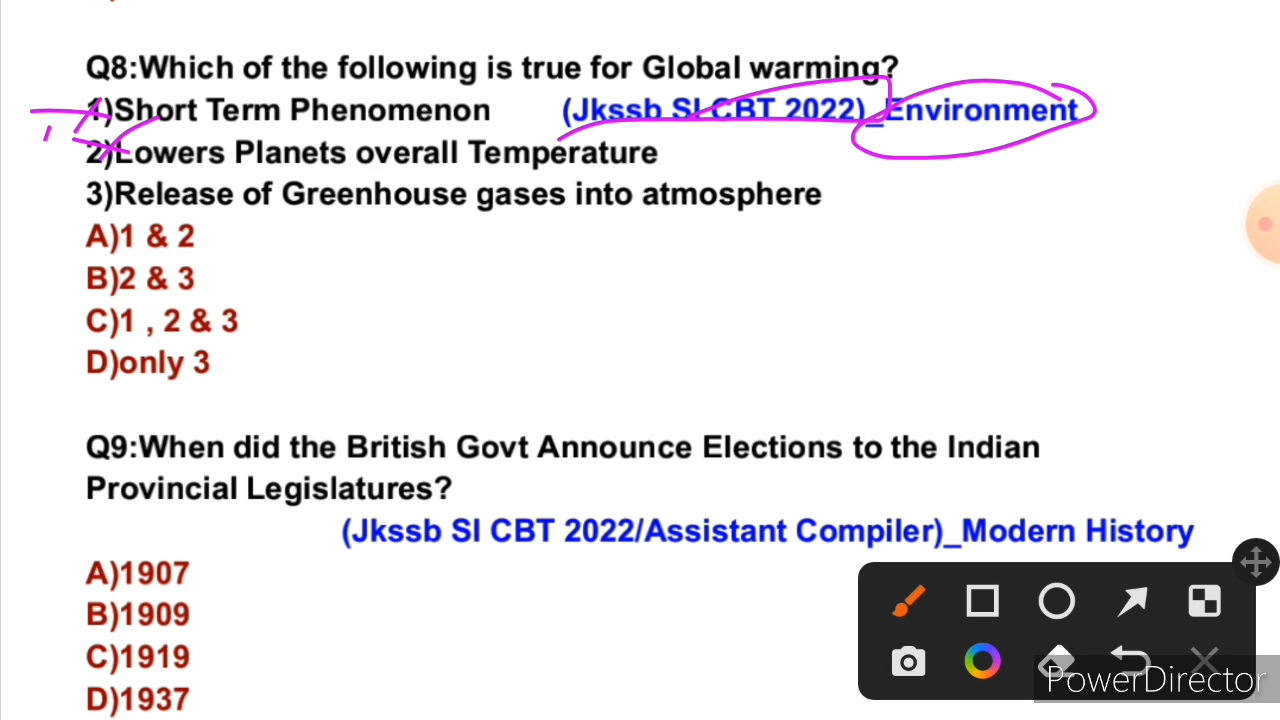 Q8:Which of the following is true for Global warming?
1)Short Term Phenomenon (Jkssb SI CBT 2022)_Environment
2)Lowers Planets overall Temperature
3)Release of Greenhouse gases into atmosphere
A)1 & 2
B)2 & 3
C)1 , 2 & 3
D)only 3
Q9:When did the British Govt Announce Elections to the Indian
Provincial Legislatures?
(Jkssb SI CBT 2022/Assistant Compiler)_Modern History
A)1907
B)1909
C)1919
D)1937
PowerDirector